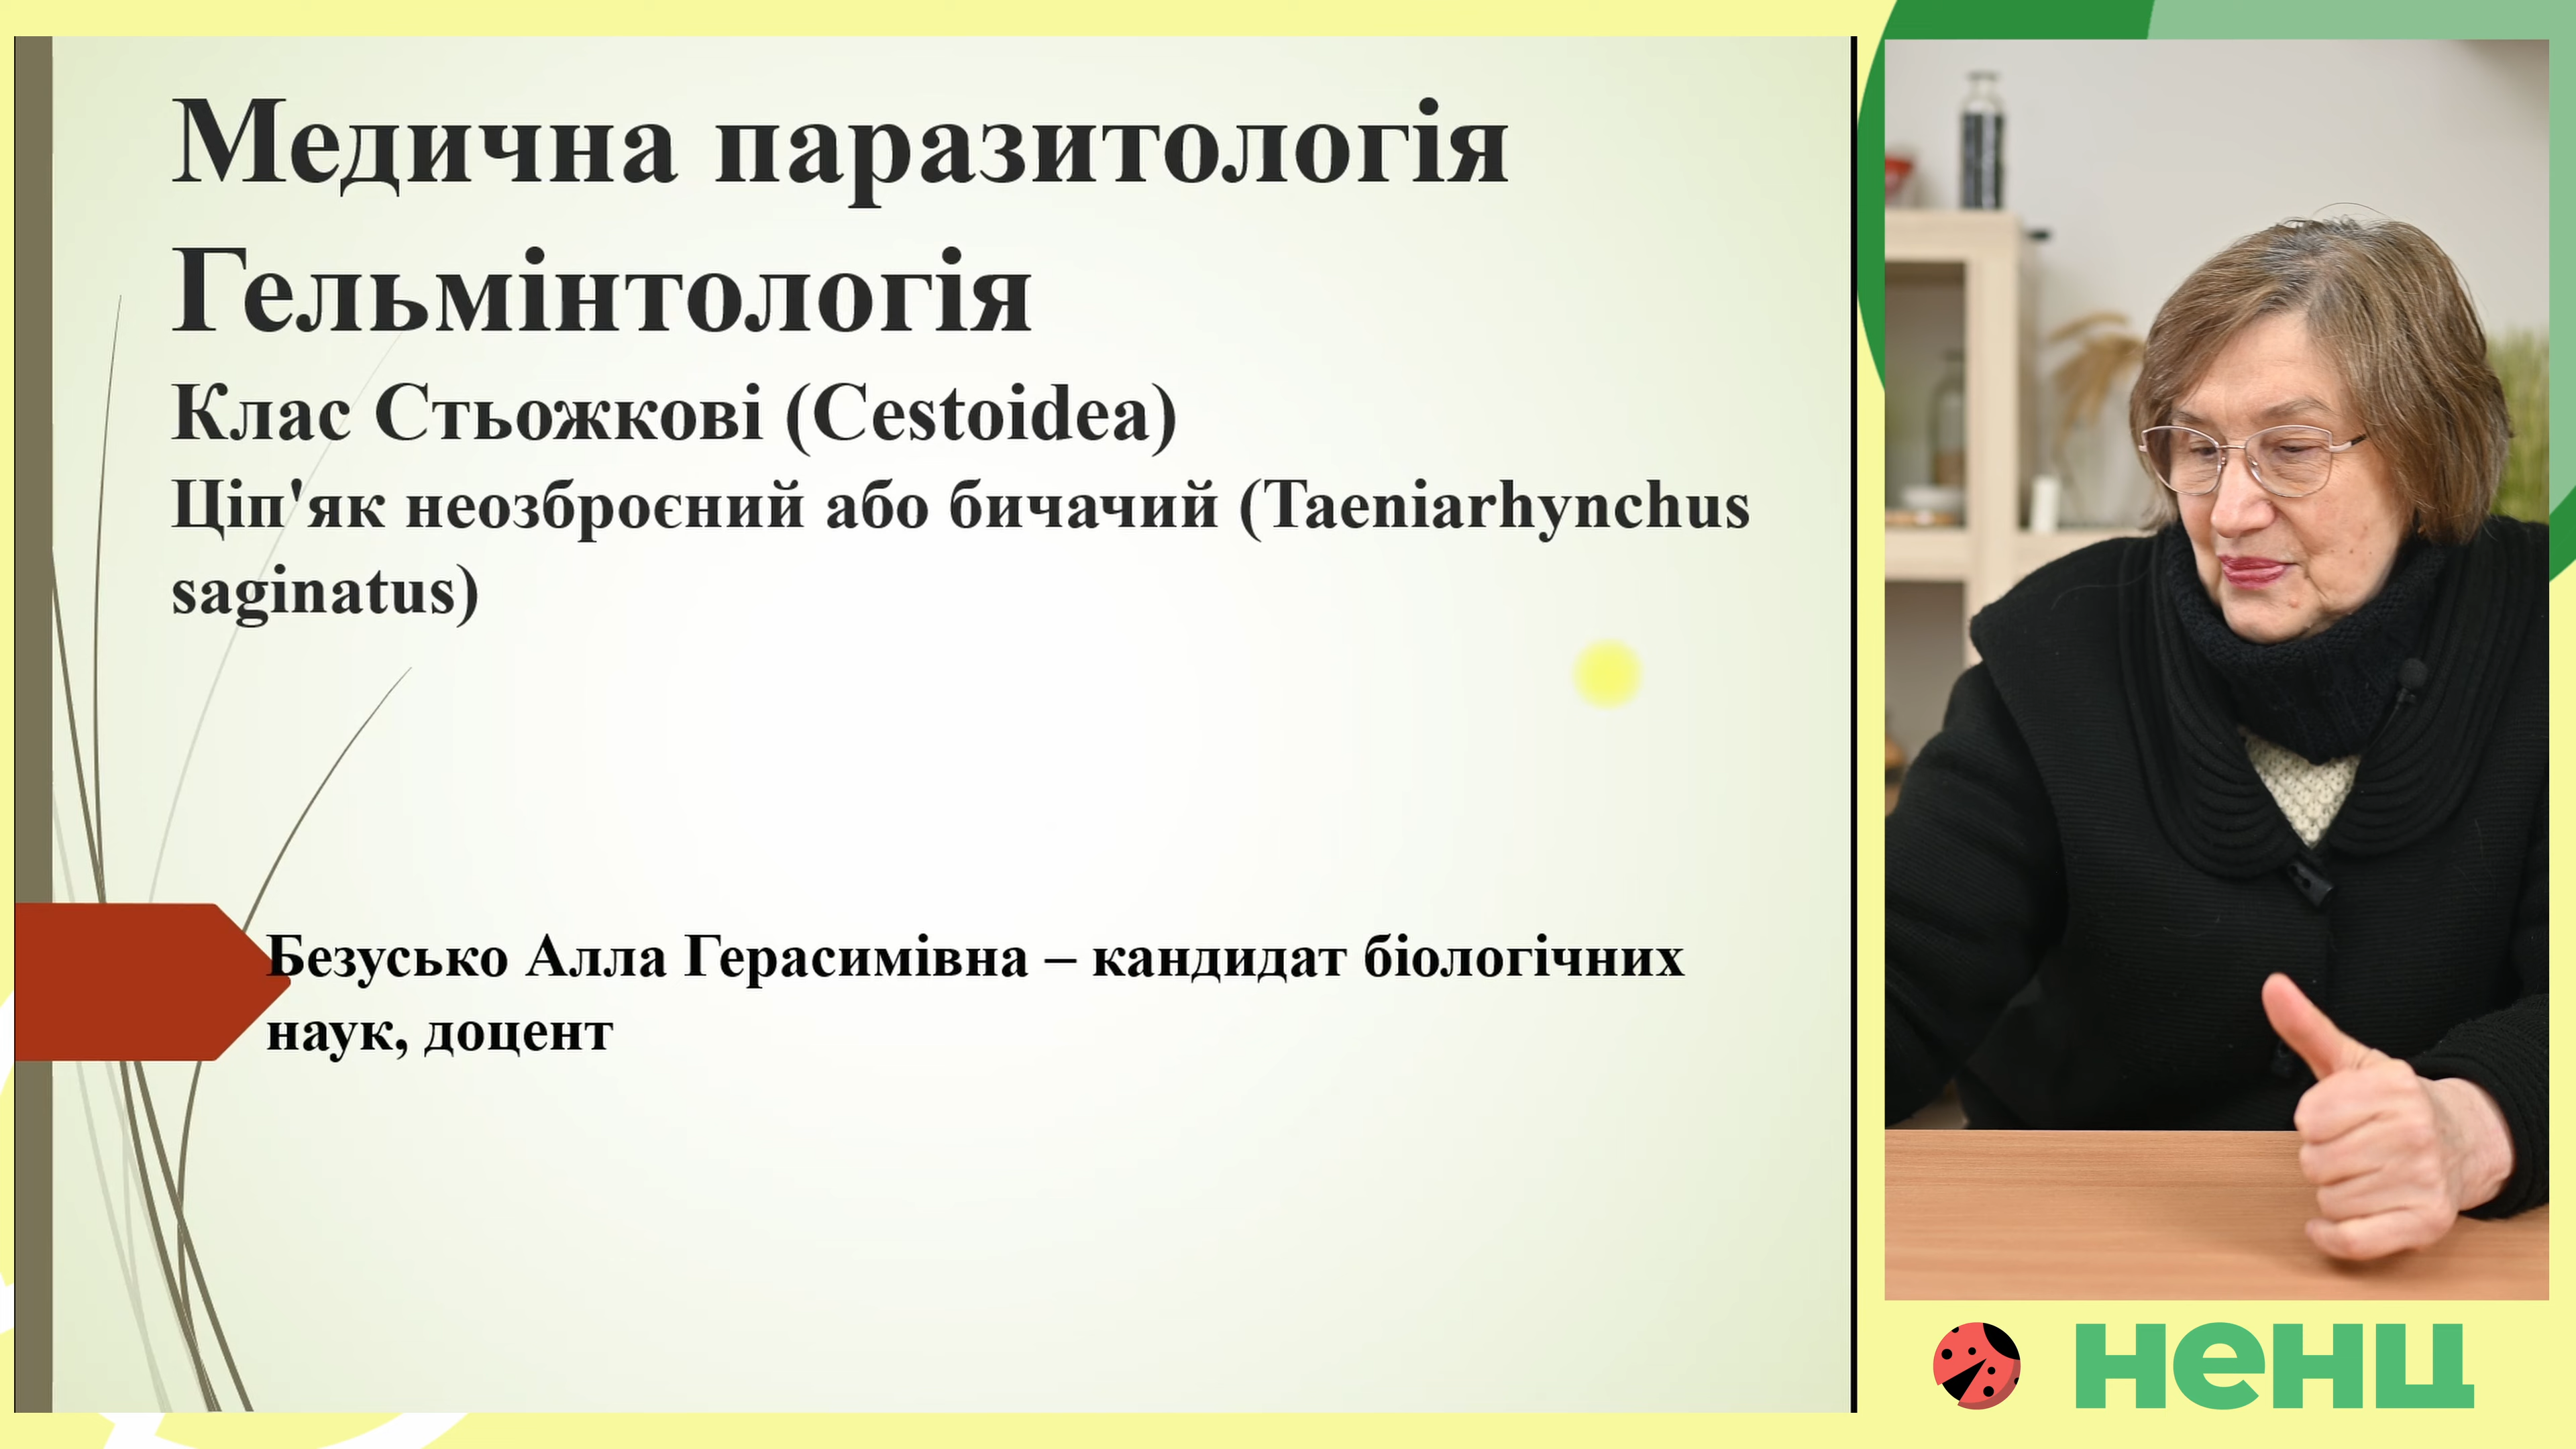 Медична паразитологія
Гельмінтологія
Клас Стьожкові (Cestoidea)
Ціп'як неозброєний або бичачий (Taeniarhynchus
saginatus)
Безусько Алла Герасимівна – кандидат біологічних
наук, доцент
ненц